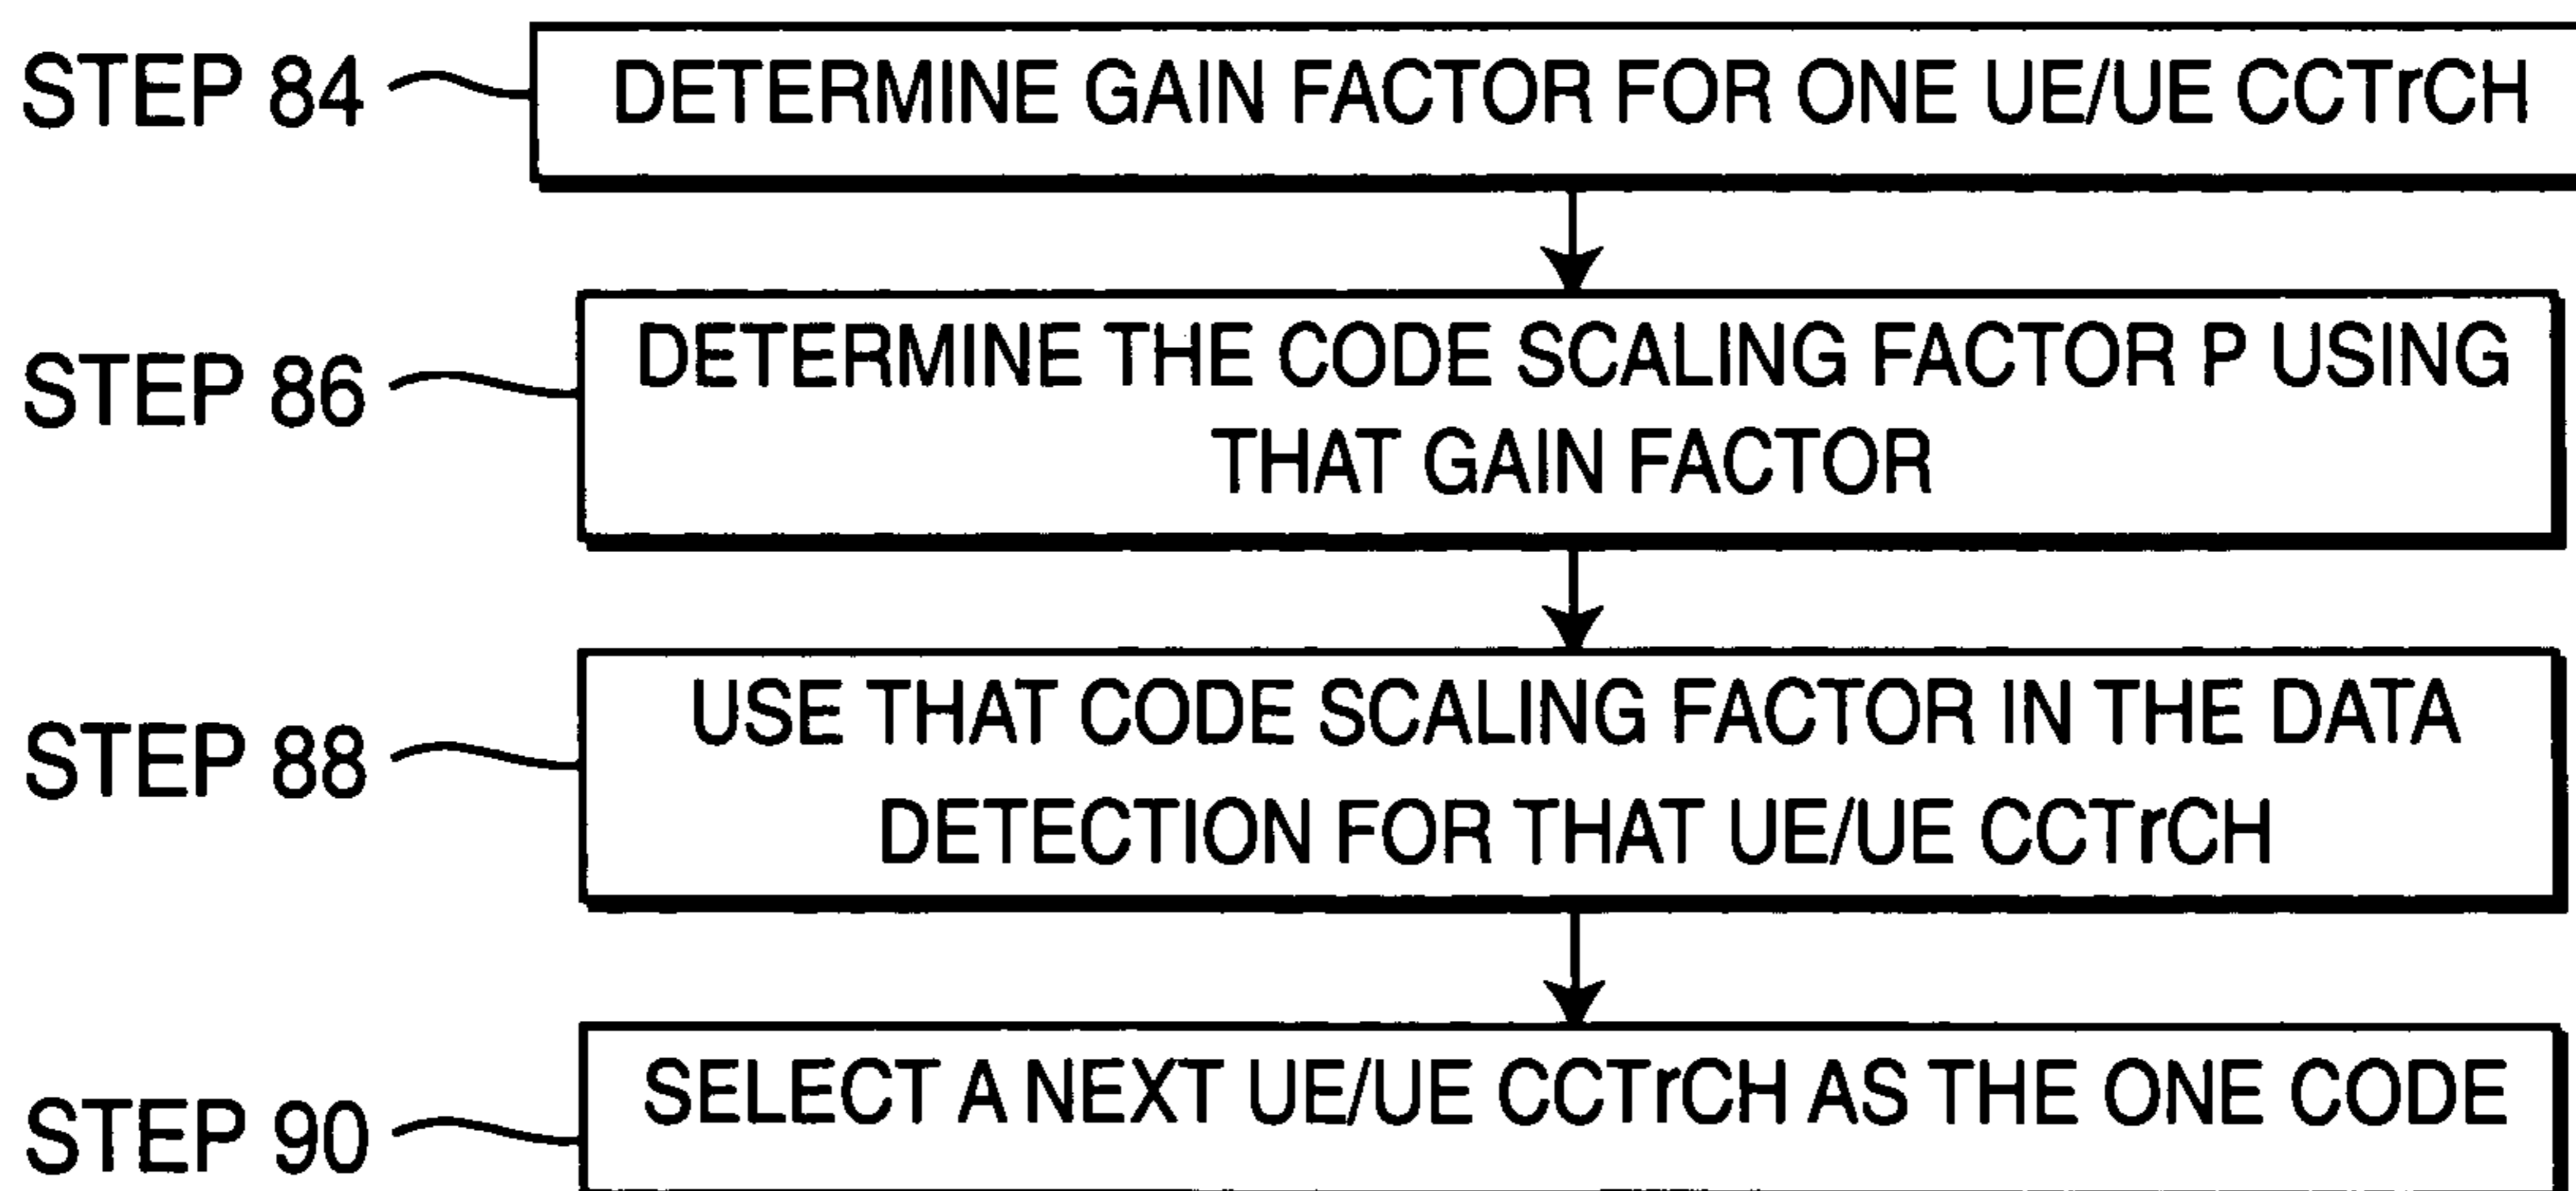 STEP 84
DETERMINE GAIN FACTOR FOR ONE UE/UE CCTrCH
STEP 86
DETERMINE THE CODE SCALING FACTOR P USING
THAT GAIN FACTOR
STEP 88
USE THAT CODE SCALING FACTOR IN THE DATA
DETECTION FOR THAT UE/UE CCTrCH
STEP 90
SELECT A NEXT UE/UE CCTrCH AS THE ONE CODE